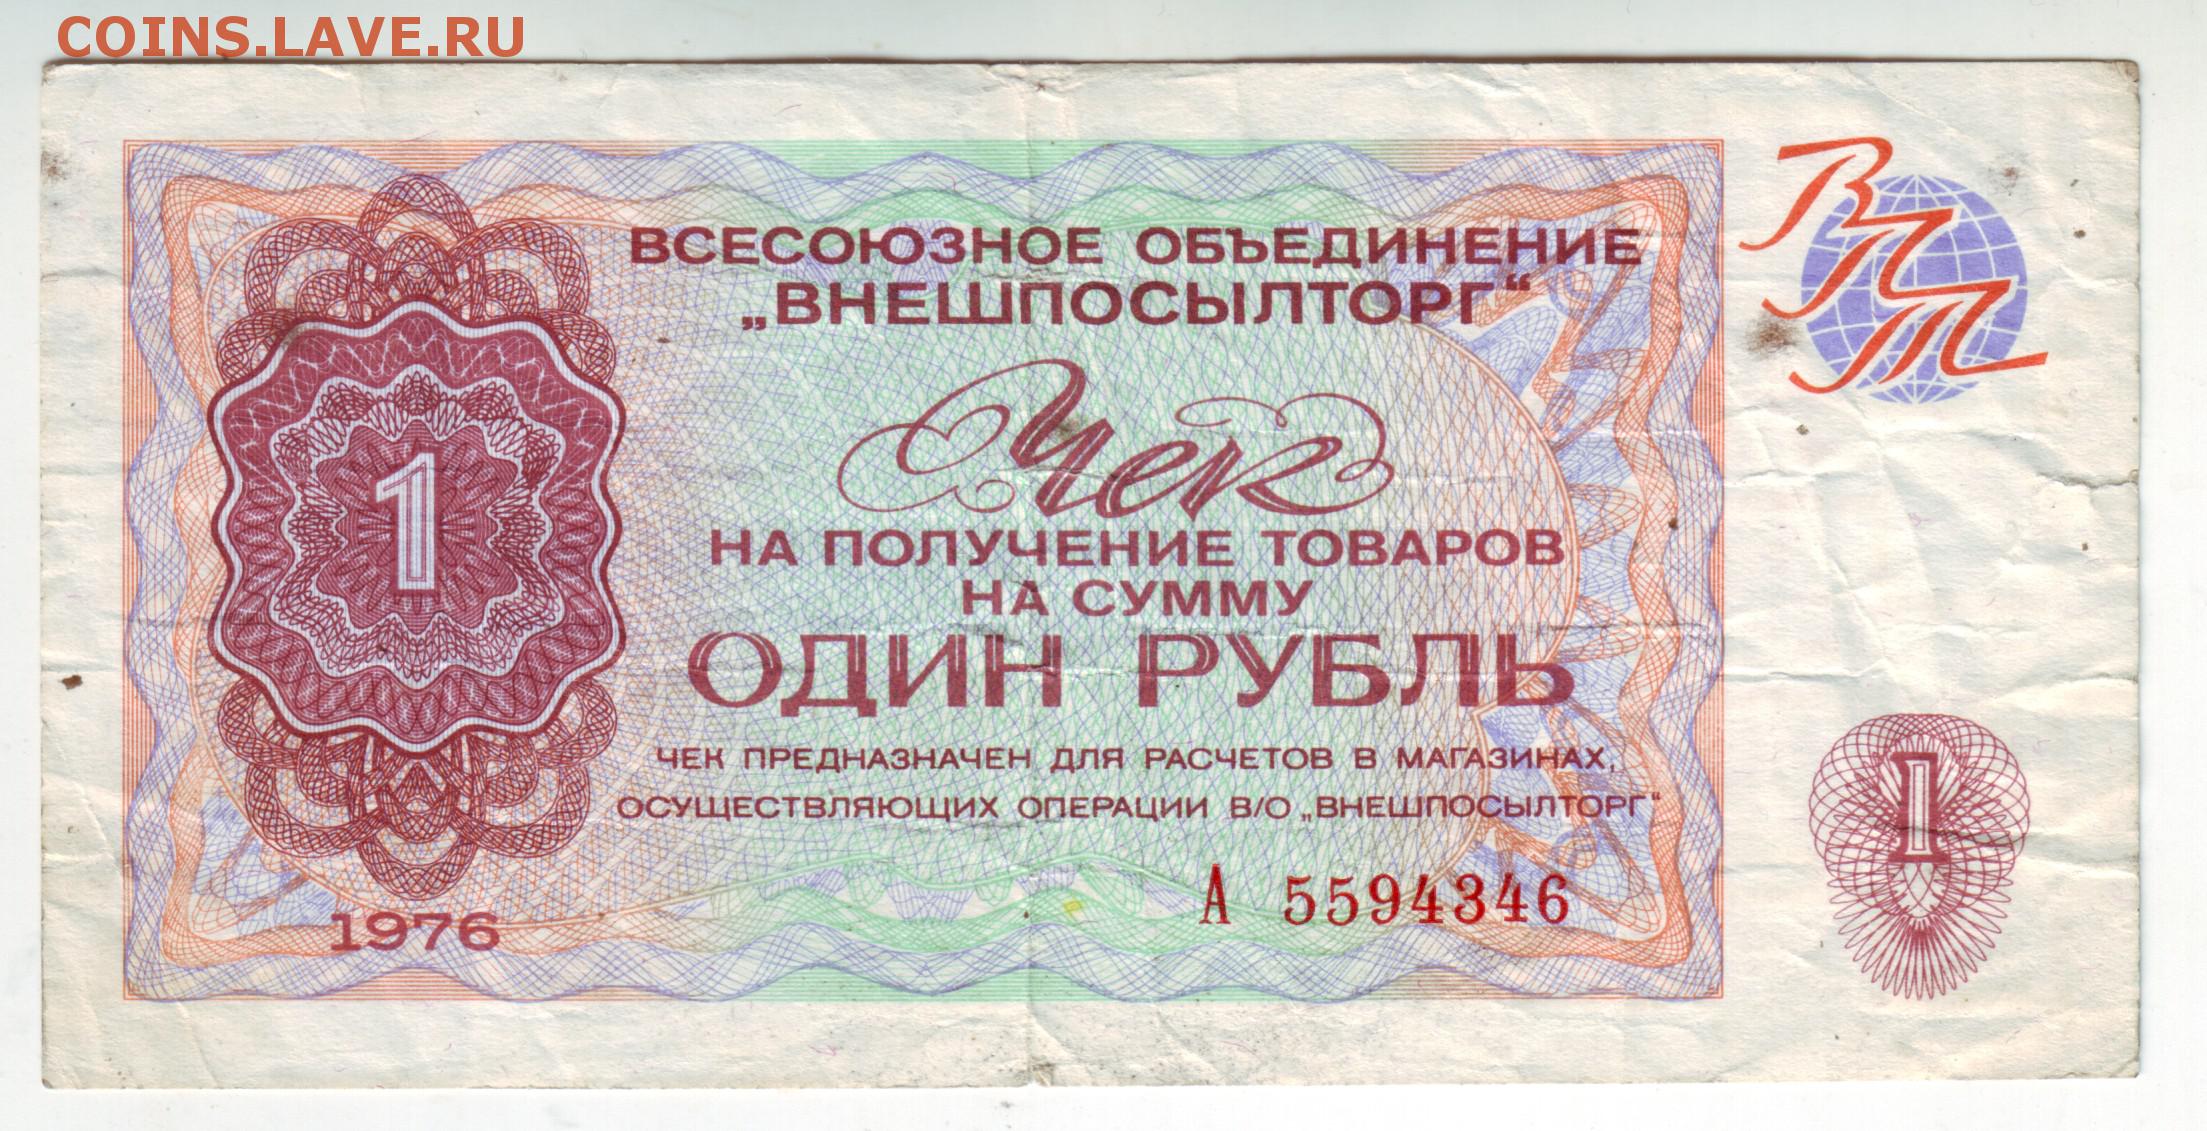 COINS.LAVE.RU
ВПТ
ВСЕСОЮЗНОЕ ОБЪЕДИНЕНИЕ
„ВНЕШПОСЫЛТОРГ“
1
Чек
НА ПОЛУЧЕНИЕ ТОВАРОВ
НА СУММУ
ОДИН РУБЛЬ
ЧЕК ПРЕДНАЗНАЧЕН ДЛЯ РАСЧЕТОВ В МАГАЗИНАХ,
ОСУЩЕСТВЛЯЮЩИХ ОПЕРАЦИИ В/О „ВНЕШПОСЫЛТОРГ“
1
А 5594346
1976